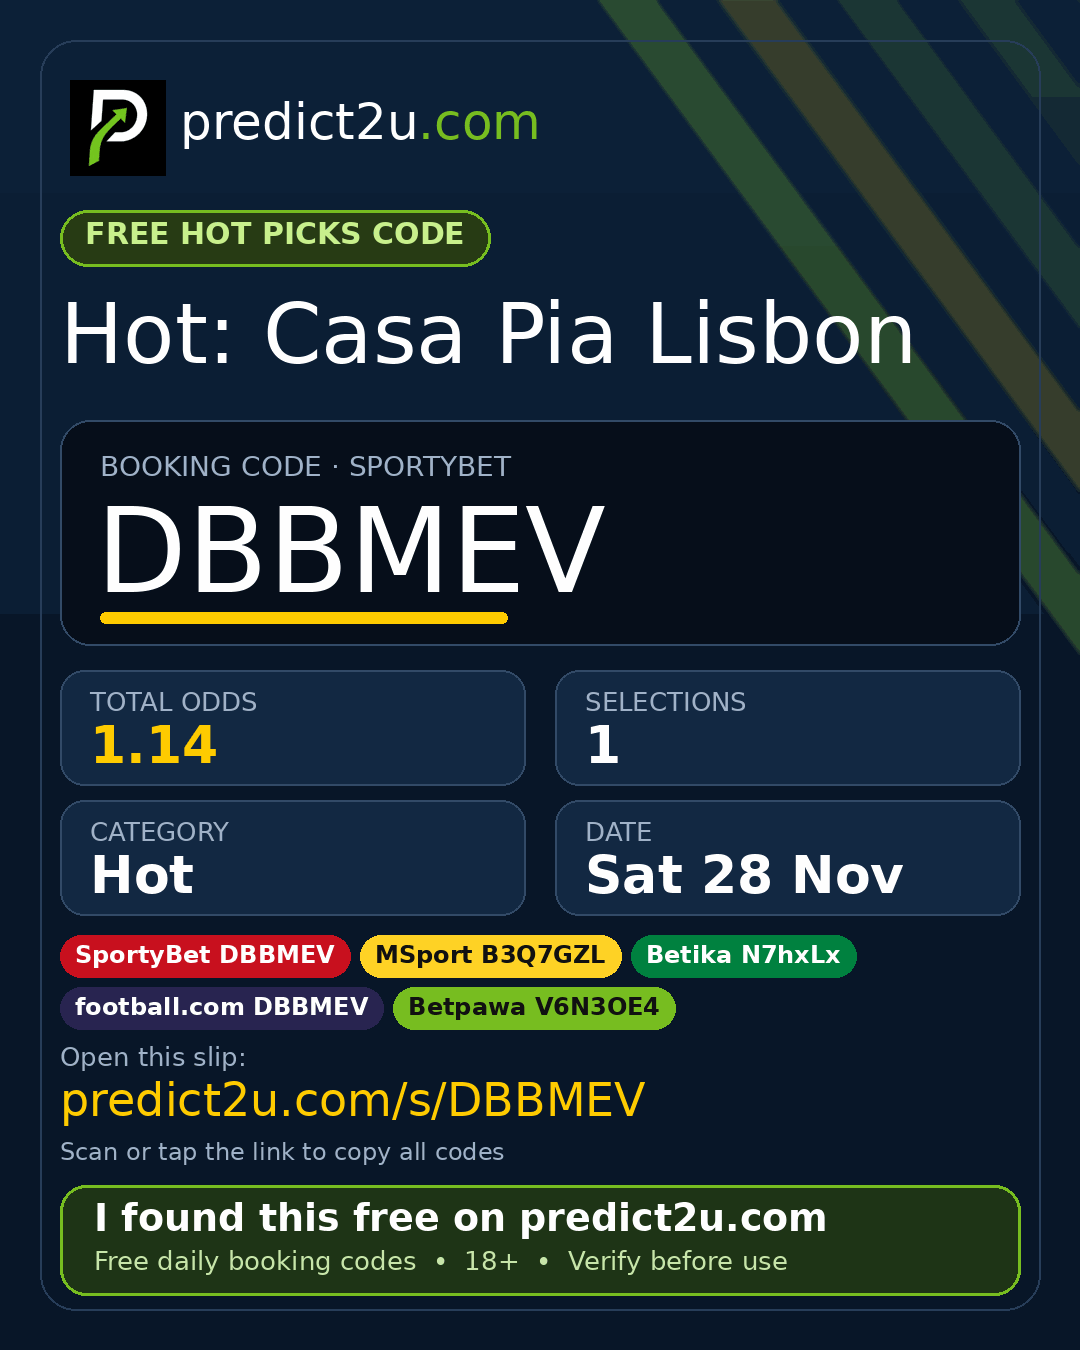 predict2u.com
FREE HOT PICKS CODE
Hot: Casa Pia Lisbon
BOOKING CODE · SPORTYBET
DBBMEV
TOTAL ODDS
1.14
SELECTIONS
1
CATEGORY
Hot
DATE
Sat 28 Nov
SportyBet DBBMEV
MSport B3Q7GZL
Betika N7hxLx
football.com DBBMEV
Betpawa V6N3OE4
Open this slip:
predict2u.com/s/DBBMEV
Scan or tap the link to copy all codes
I found this free on predict2u.com
Free daily booking codes • 18+ • Verify before use